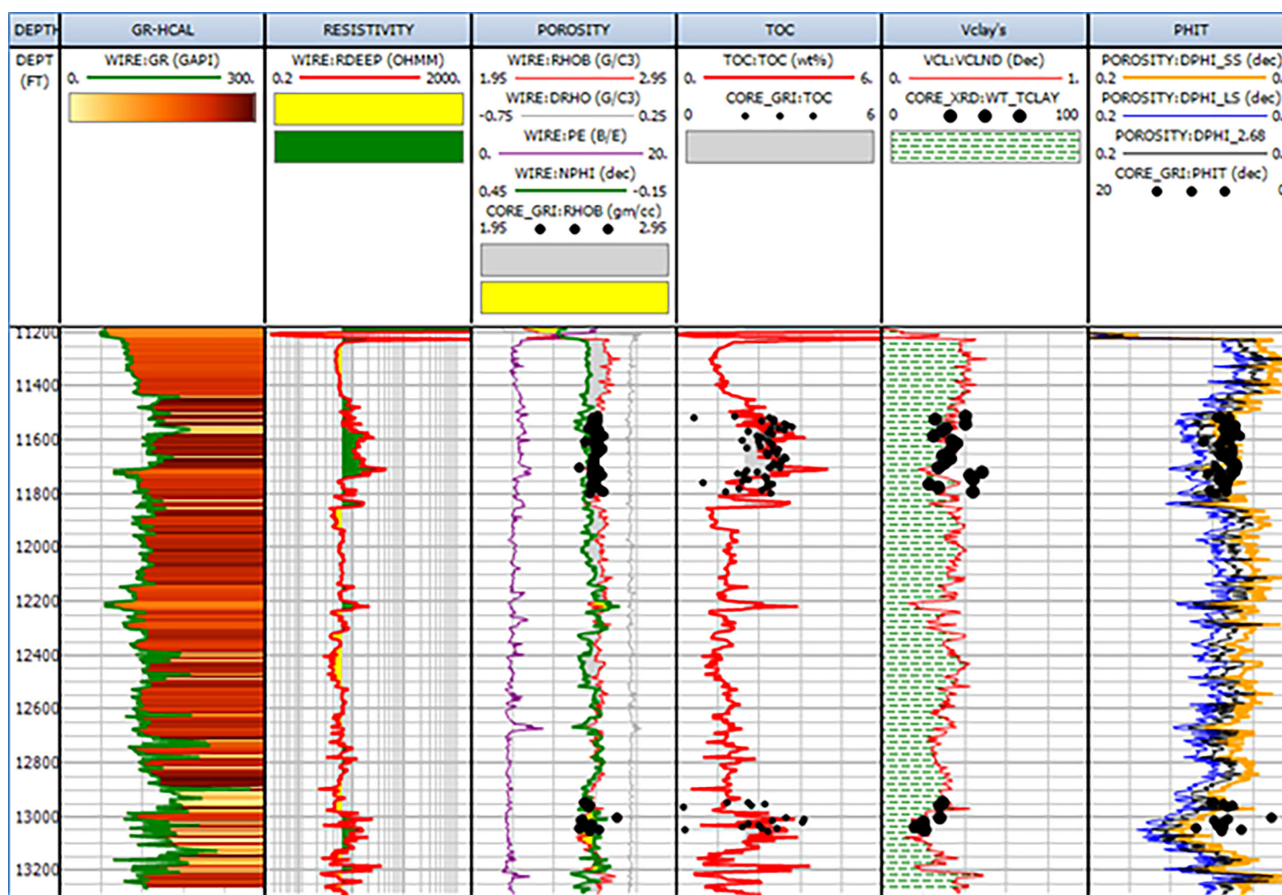 DEPTH GR-HCAL RESISTIVITY POROSITY TOC Vclay's PHIT
DEPT
(FT)
WIRE:GR (GAPI)
0. 300.
WIRE:RDEEP (OHMM)
0.2 2000.
WIRE:RHOB (G/C3)
1.95 2.95
WIRE:DRHO (G/C3)
-0.75 0.25
WIRE:PE (B/E)
0. 20.
WIRE:NPHI (dec)
0.45 -0.15
CORE_GRI:RHOB (gm/cc)
1.95 2.95
TOC:TOC (wt%)
0. 6.
CORE_GRI:TOC
0 6
VCL:VCLND (Dec)
0. 1.
CORE_XRD:WT_TCLAY
0 100
POROSITY:DPHI_SS (dec)
0.2 0.
POROSITY:DPHI_LS (dec)
0.2 0.
POROSITY:DPHI_2.68
0.2 0.
CORE_GRI:PHIT (dec)
20 0
11200
11400
11600
11800
12000
12200
12400
12600
12800
13000
13200